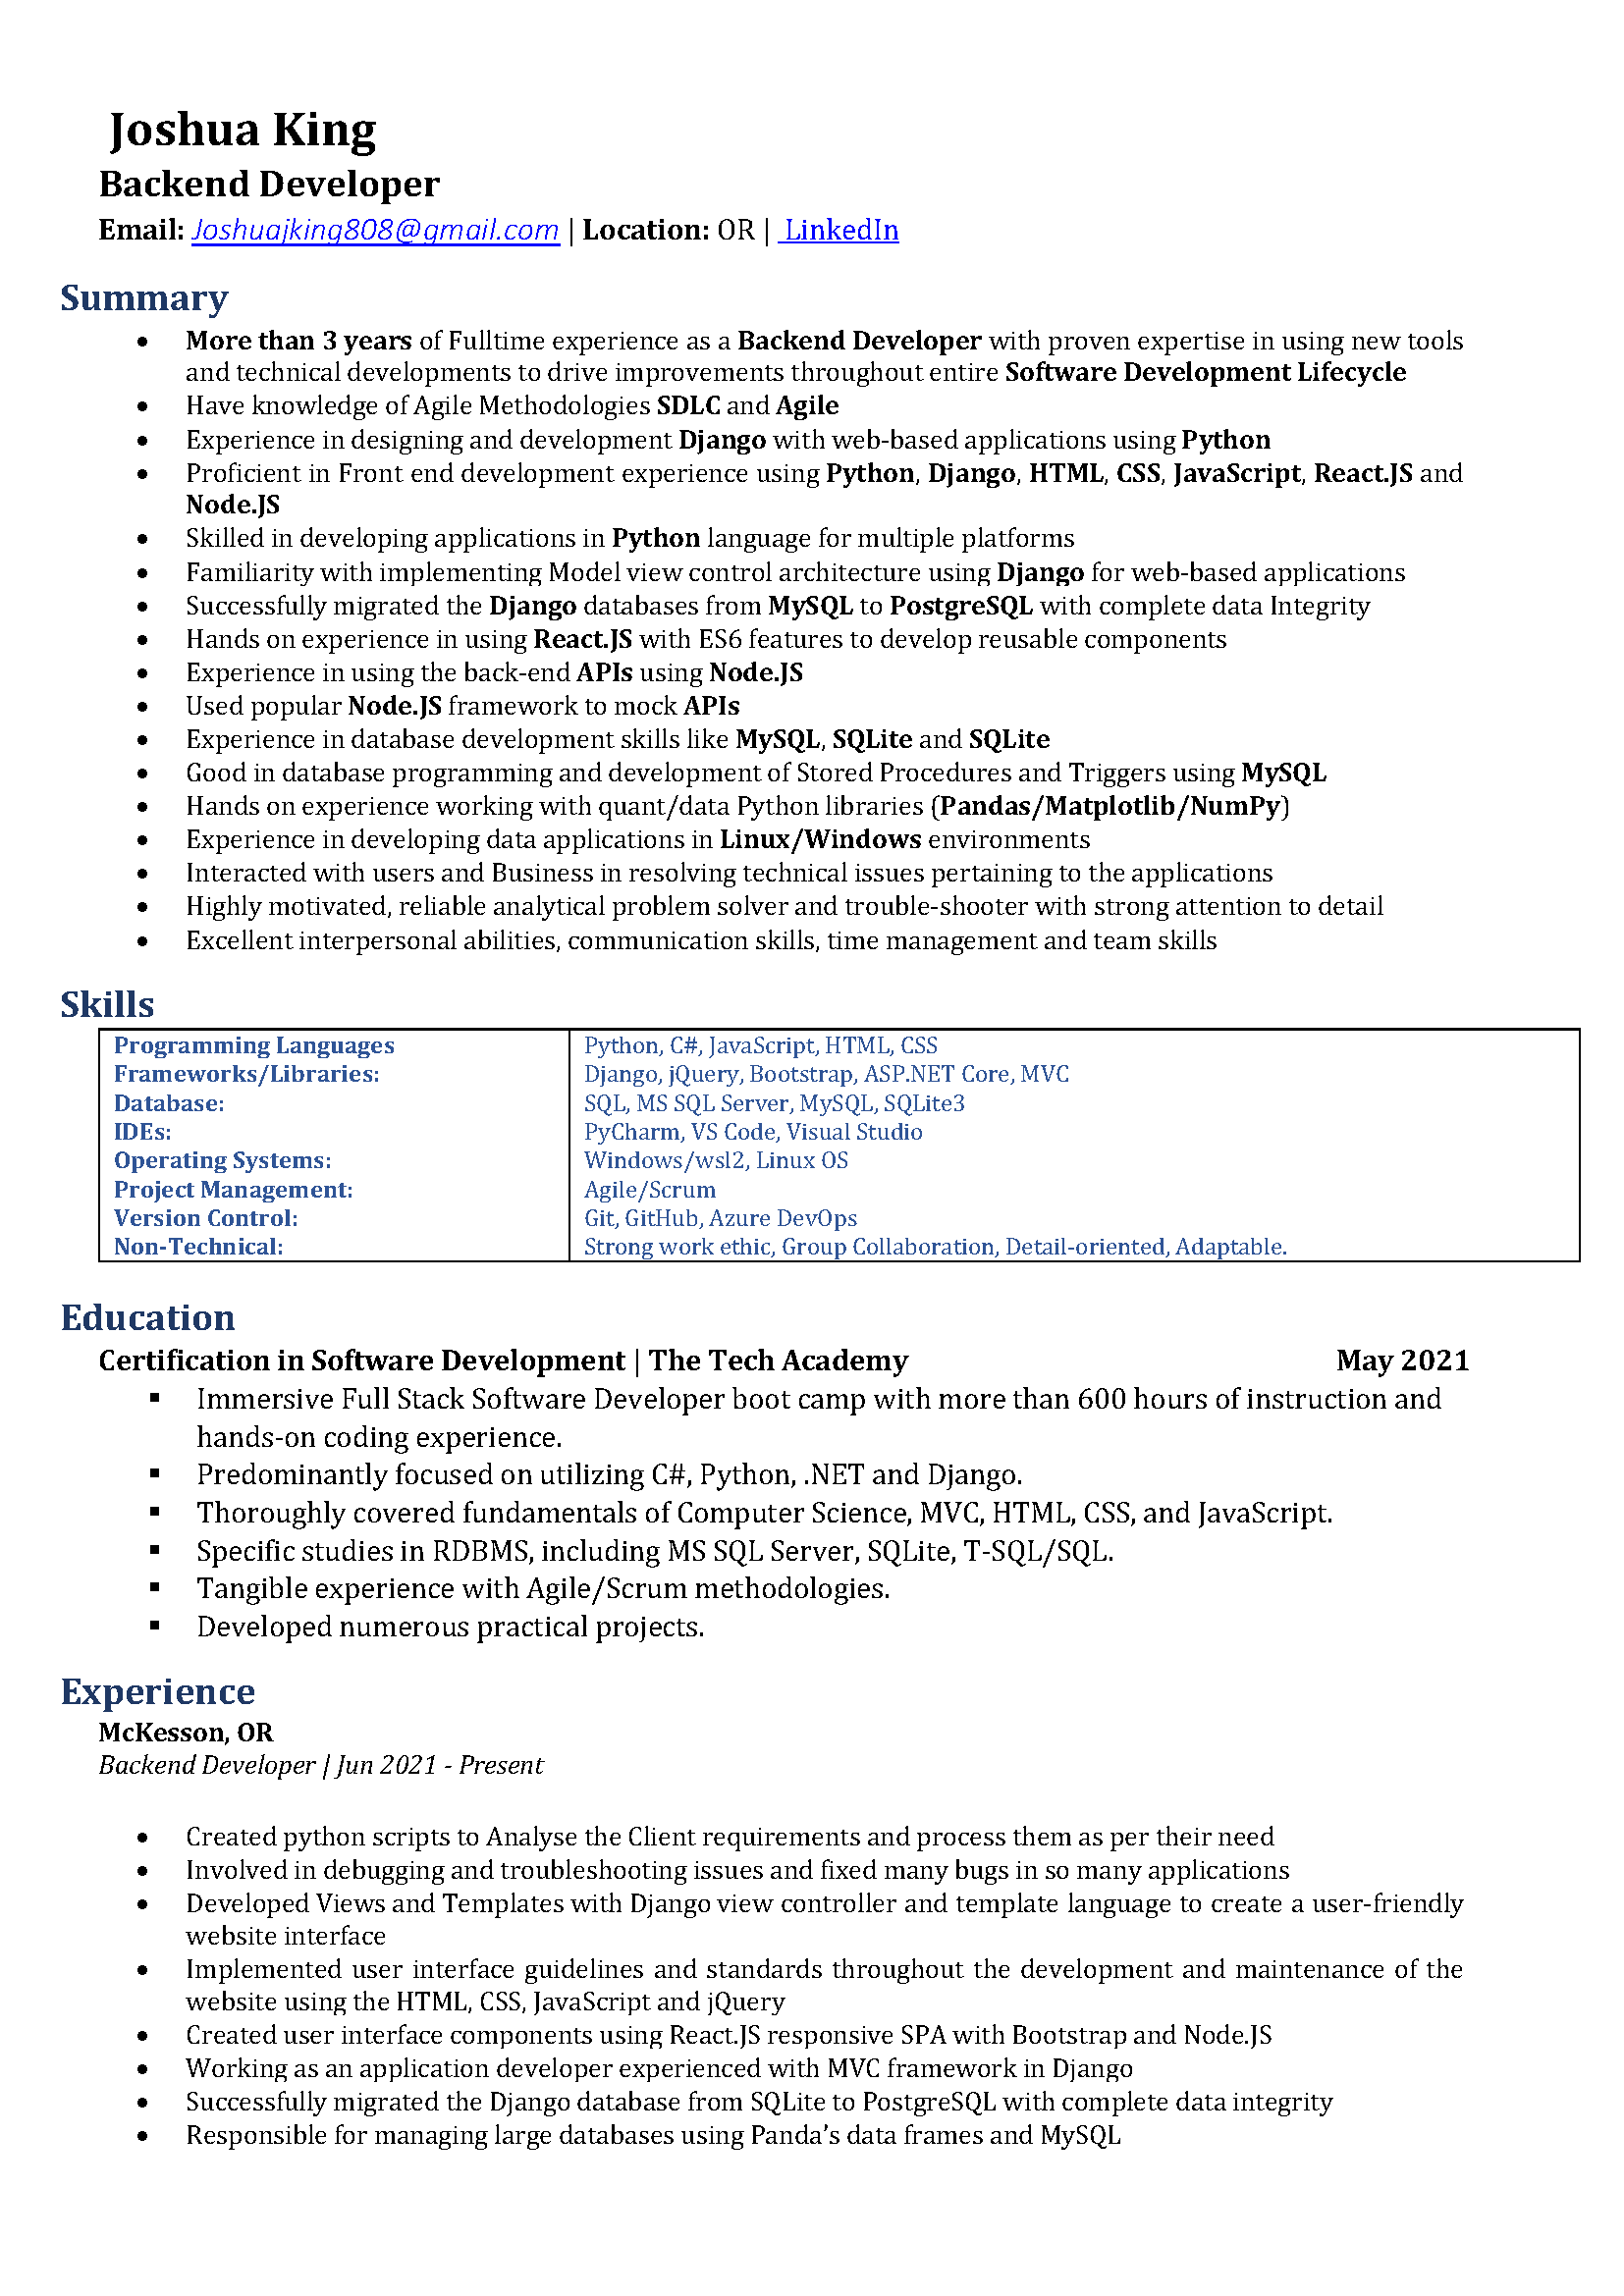 Joshua King
Backend Developer
Email: Joshuajking808@gmail.com | Location: OR | LinkedIn
Summary
• More than 3 years of Fulltime experience as a Backend Developer with proven expertise in using new tools
and technical developments to drive improvements throughout entire Software Development Lifecycle
• Have knowledge of Agile Methodologies SDLC and Agile
• Experience in designing and development Django with web-based applications using Python
• Proficient in Front end development experience using Python, Django, HTML, CSS, JavaScript, React.JS and
Node.JS
• Skilled in developing applications in Python language for multiple platforms
• Familiarity with implementing Model view control architecture using Django for web-based applications
• Successfully migrated the Django databases from MySQL to PostgreSQL with complete data Integrity
• Hands on experience in using React.JS with ES6 features to develop reusable components
• Experience in using the back-end APIs using Node.JS
• Used popular Node.JS framework to mock APIs
• Experience in database development skills like MySQL, SQLite and SQLite
• Good in database programming and development of Stored Procedures and Triggers using MySQL
• Hands on experience working with quant/data Python libraries (Pandas/Matplotlib/NumPy)
• Experience in developing data applications in Linux/Windows environments
• Interacted with users and Business in resolving technical issues pertaining to the applications
• Highly motivated, reliable analytical problem solver and trouble-shooter with strong attention to detail
• Excellent interpersonal abilities, communication skills, time management and team skills
Skills
Programming Languages Python, C#, JavaScript, HTML, CSS
Frameworks/Libraries: Django, jQuery, Bootstrap, ASP.NET Core, MVC
Database: SQL, MS SQL Server, MySQL, SQLite3
IDEs: PyCharm, VS Code, Visual Studio
Operating Systems: Windows/wsl2, Linux OS
Project Management: Agile/Scrum
Version Control: Git, GitHub, Azure DevOps
Non-Technical: Strong work ethic, Group Collaboration, Detail-oriented, Adaptable.
Education
Certification in Software Development | The Tech Academy May 2021
▪ Immersive Full Stack Software Developer boot camp with more than 600 hours of instruction and
hands-on coding experience.
▪ Predominantly focused on utilizing C#, Python, .NET and Django.
▪ Thoroughly covered fundamentals of Computer Science, MVC, HTML, CSS, and JavaScript.
▪ Specific studies in RDBMS, including MS SQL Server, SQLite, T-SQL/SQL.
▪ Tangible experience with Agile/Scrum methodologies.
▪ Developed numerous practical projects.
Experience
McKesson, OR
Backend Developer | Jun 2021 - Present
• Created python scripts to Analyse the Client requirements and process them as per their need
• Involved in debugging and troubleshooting issues and fixed many bugs in so many applications
• Developed Views and Templates with Django view controller and template language to create a user-friendly
website interface
• Implemented user interface guidelines and standards throughout the development and maintenance of the
website using the HTML, CSS, JavaScript and jQuery
• Created user interface components using React.JS responsive SPA with Bootstrap and Node.JS
• Working as an application developer experienced with MVC framework in Django
• Successfully migrated the Django database from SQLite to PostgreSQL with complete data integrity
• Responsible for managing large databases using Panda’s data frames and MySQL